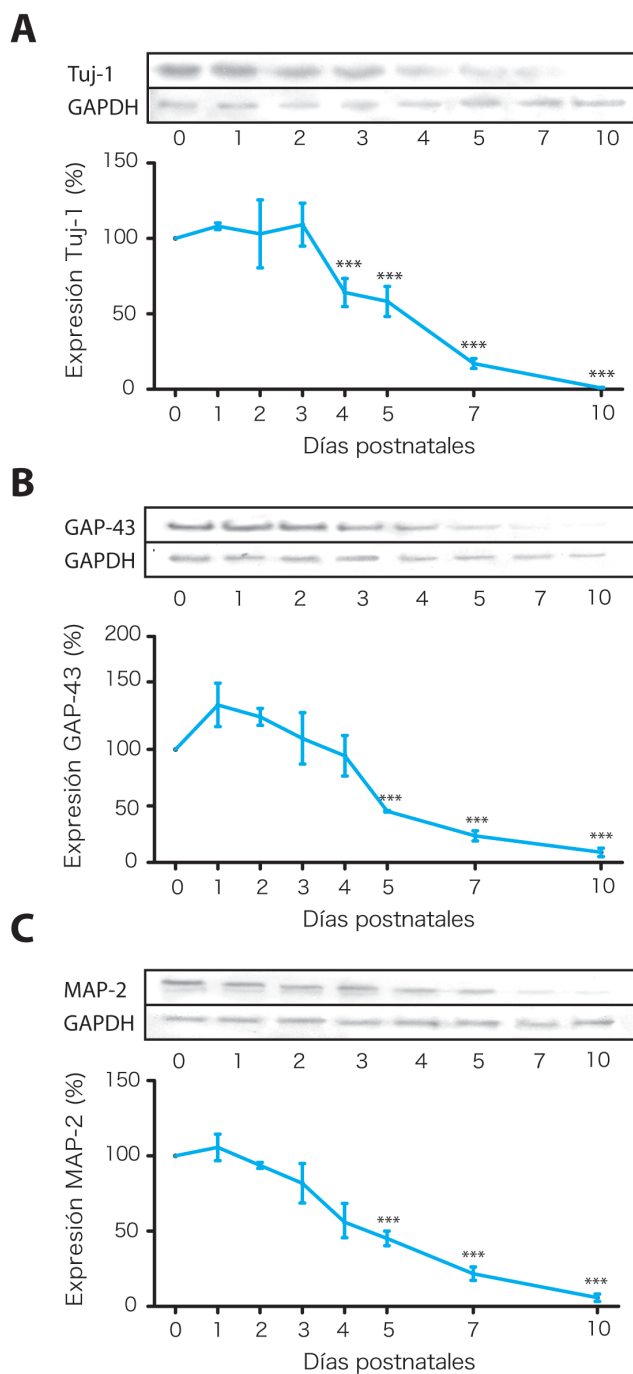 A
Tuj-1
GAPDH
0 1 2 3 4 5 7 10
Expresión Tuj-1 (%)
150
100
50
0
*** *** *** ***
0 1 2 3 4 5 7 10
Días postnatales
B
GAP-43
GAPDH
0 1 2 3 4 5 7 10
Expresión GAP-43 (%)
200
150
100
50
0
*** *** ***
0 1 2 3 4 5 7 10
Días postnatales
C
MAP-2
GAPDH
0 1 2 3 4 5 7 10
Expresión MAP-2 (%)
150
100
50
0
*** *** ***
0 1 2 3 4 5 7 10
Días postnatales